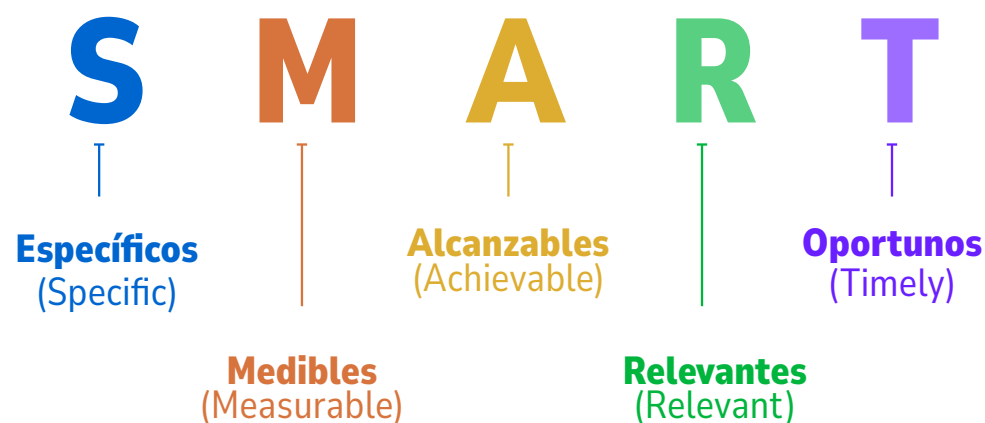 S M A R T
Específicos
(Specific)
Medibles
(Measurable)
Alcanzables
(Achievable)
Relevantes
(Relevant)
Oportunos
(Timely)